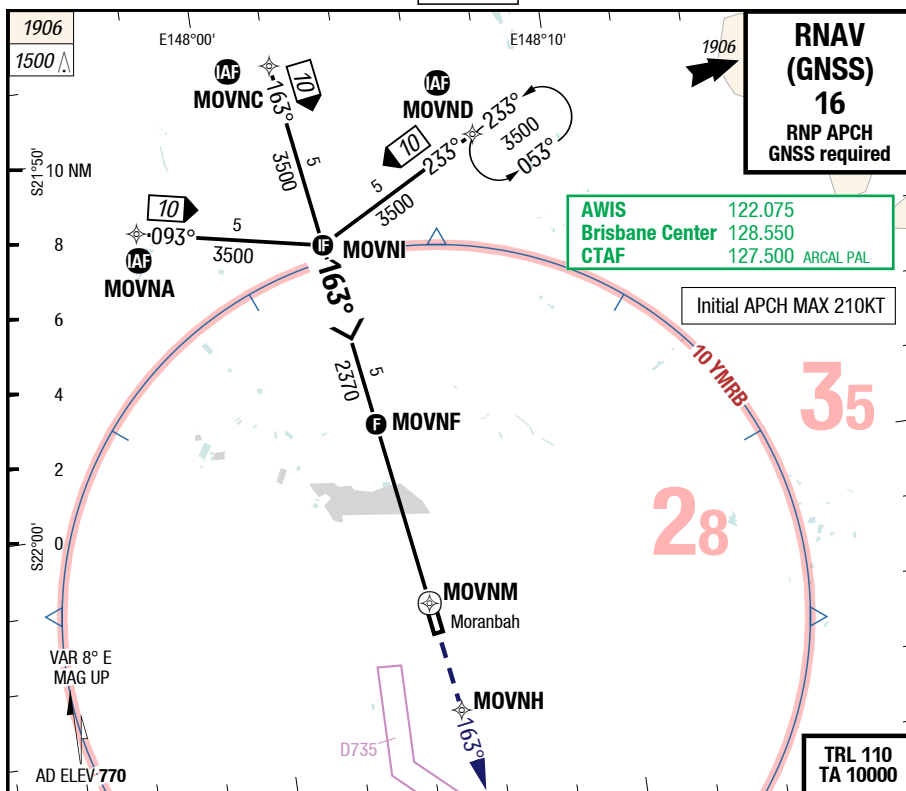 1906
1500
E148°00'
E148°10'
1906
RNAV
(GNSS)
16
RNP APCH
GNSS required
IAF
MOVNC
10
163°
5
3500
IAF
MOVND
10
233°
233°
3500
053°
5
3500
S21°50'
10 NM
10
093°
5
3500
IAF
MOVNA
IF
MOVNI
AWIS 122.075
Brisbane Center 128.550
CTAF 127.500 ARCAL PAL
Initial APCH MAX 210KT
8
6
4
2
0
S22°00'
163°
5
2370
F
MOVNF
10 YMRB
35
28
MOVNM
Moranbah
VAR 8° E
MAG UP
MOVNH
163°
D735
AD ELEV 770
TRL 110
TA 10000